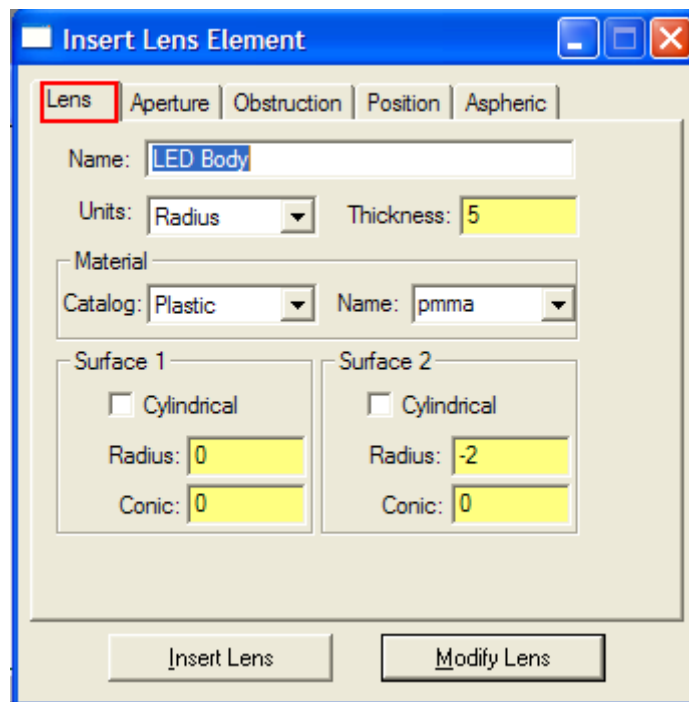 Insert Lens Element
Lens Aperture Obstruction Position Aspheric
Name: LED Body
Units: Radius Thickness: 5
Material
Catalog: Plastic Name: pmma
Surface 1 Surface 2
Cylindrical Cylindrical
Radius: 0 Radius: -2
Conic: 0 Conic: 0
Insert Lens Modify Lens